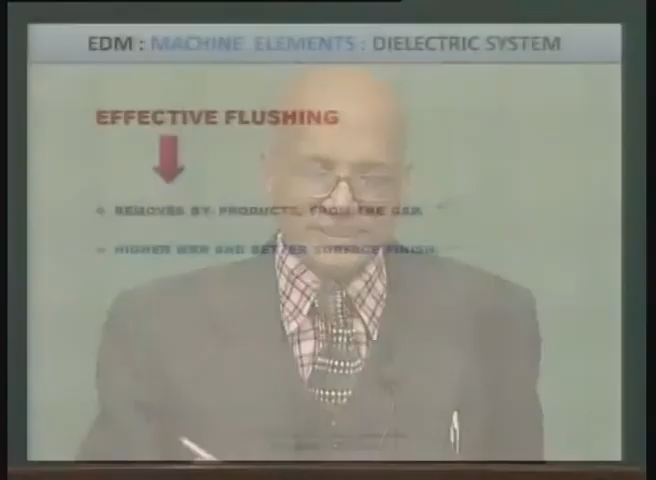 EDM : MACHINE ELEMENTS : DIELECTRIC SYSTEM
EFFECTIVE FLUSHING
REMOVES BY-PRODUCTS, FROM THE GAP.
HIGHER MRR AND BETTER SURFACE FINISH.